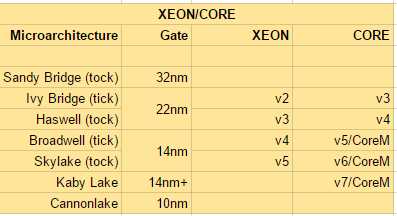 XEON/CORE
Microarchitecture Gate XEON CORE
Sandy Bridge (tock) 32nm
Ivy Bridge (tick) 22nm v2 v3
Haswell (tock) v3 v4
Broadwell (tock) 14nm v4 v5/CoreM
Skylake (tock) v5 v6/CoreM
Kaby Lake 14nm+ v7/CoreM
Cannonlake 10nm